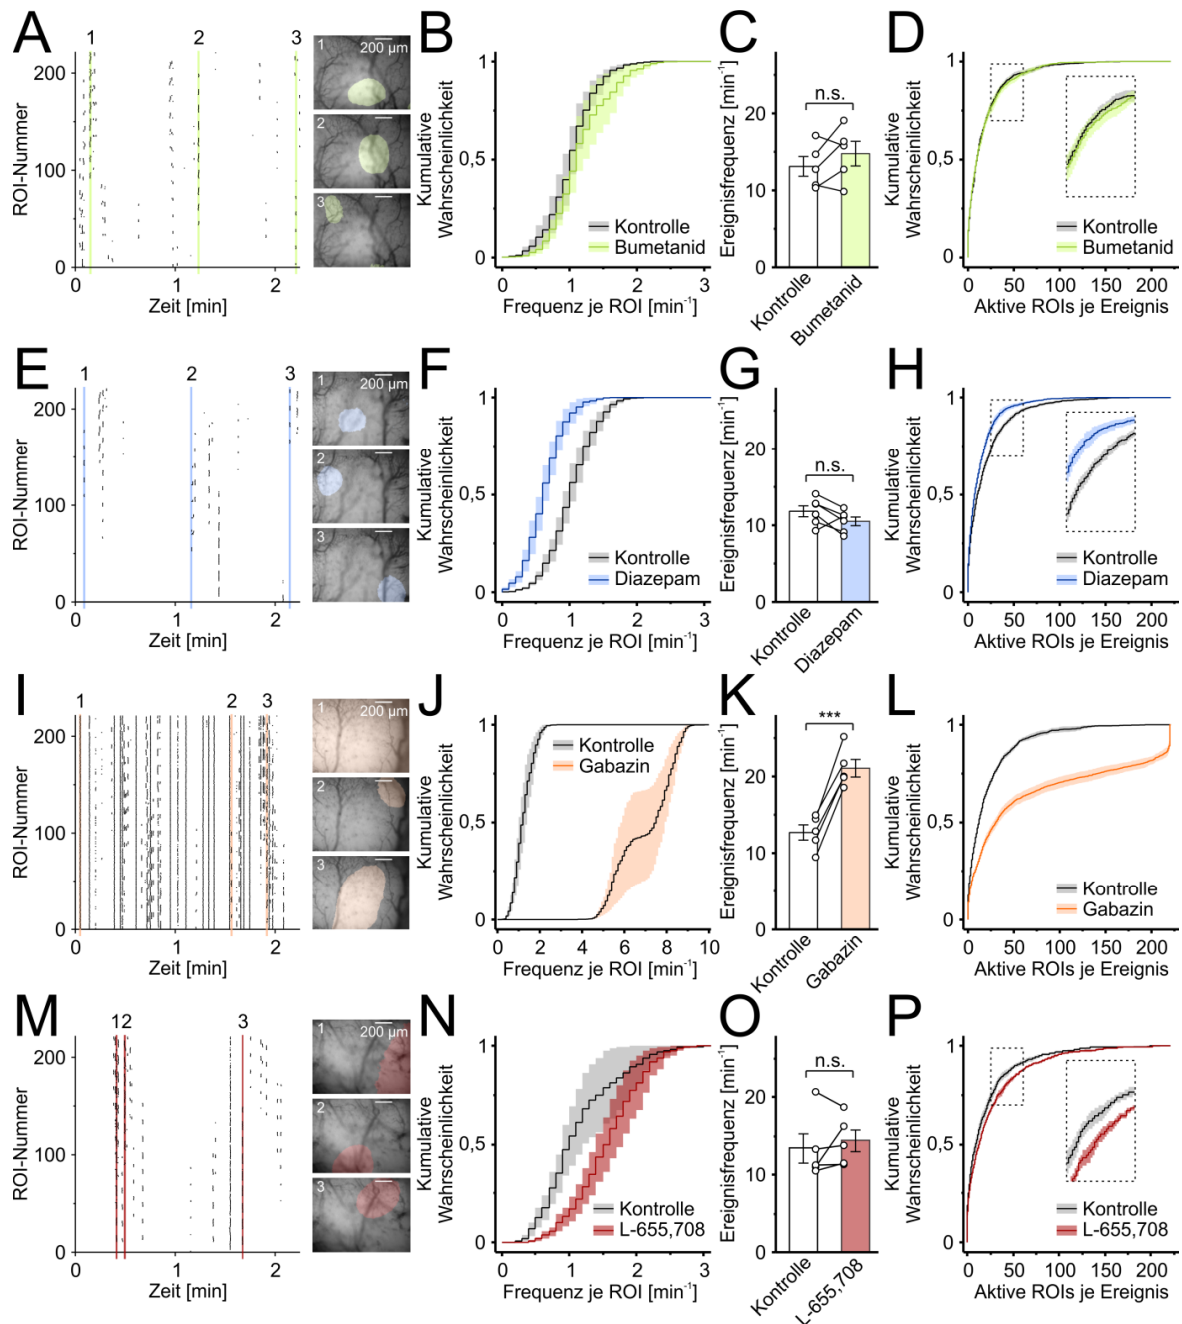 A
1 2 3
ROI-Nummer
200
100
0
0 1 2
Zeit [min]
1
200 µm
2
3
B
Kumulative
Wahrscheinlichkeit
1
0,5
0
Kontrolle
Bumetanid
0 1 2 3
Frequenz je ROI [min⁻¹]
C
Ereignisfrequenz [min⁻¹]
20
10
0
n.s.
Kontrolle
Bumetanid
D
Kumulative
Wahrscheinlichkeit
1
0,5
0
Kontrolle
Bumetanid
0 50 100 150 200
Aktive ROIs je Ereignis
E
1 2 3
ROI-Nummer
200
100
0
0 1 2
Zeit [min]
1
200 µm
2
3
F
Kumulative
Wahrscheinlichkeit
1
0,5
0
Kontrolle
Diazepam
0 1 2 3
Frequenz je ROI [min⁻¹]
G
Ereignisfrequenz [min⁻¹]
20
10
0
n.s.
Kontrolle
Diazepam
H
Kumulative
Wahrscheinlichkeit
1
0,5
0
Kontrolle
Diazepam
0 50 100 150 200
Aktive ROIs je Ereignis
I
1 2 3
ROI-Nummer
200
100
0
0 1 2
Zeit [min]
1
200 µm
2
3
J
Kumulative
Wahrscheinlichkeit
1
0,5
0
Kontrolle
Gabazin
0 2 4 6 8 10
Frequenz je ROI [min⁻¹]
K
Ereignisfrequenz [min⁻¹]
20
10
0
***
Kontrolle
Gabazin
L
Kumulative
Wahrscheinlichkeit
1
0,5
0
Kontrolle
Gabazin
0 50 100 150 200
Aktive ROIs je Ereignis
M
12 3
ROI-Nummer
200
100
0
0 1 2
Zeit [min]
1
200 µm
2
3
N
Kumulative
Wahrscheinlichkeit
1
0,5
0
Kontrolle
L-655,708
0 1 2 3
Frequenz je ROI [min⁻¹]
O
Ereignisfrequenz [min⁻¹]
20
10
0
n.s.
Kontrolle
L-655,708
P
Kumulative
Wahrscheinlichkeit
1
0,5
0
Kontrolle
L-655,708
0 50 100 150 200
Aktive ROIs je Ereignis